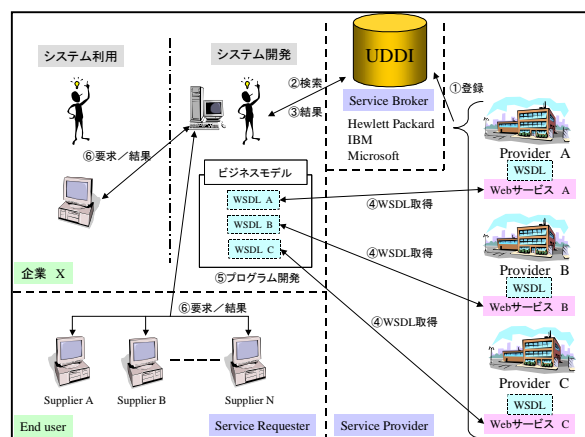 システム利用
システム開発
UDDI
②検索
③結果
①登録
Service Broker
Hewlett Packard
IBM
Microsoft
⑥要求／結果
ビジネスモデル
WSDL A
WSDL B
WSDL C
⑤プログラム開発
④WSDL取得
④WSDL取得
④WSDL取得
Provider A
WSDL
Webサービス A
Provider B
WSDL
Webサービス B
Provider C
WSDL
Webサービス C
企業 X
⑥要求／結果
Supplier A
Supplier B
Supplier N
End user
Service Requester
Service Provider